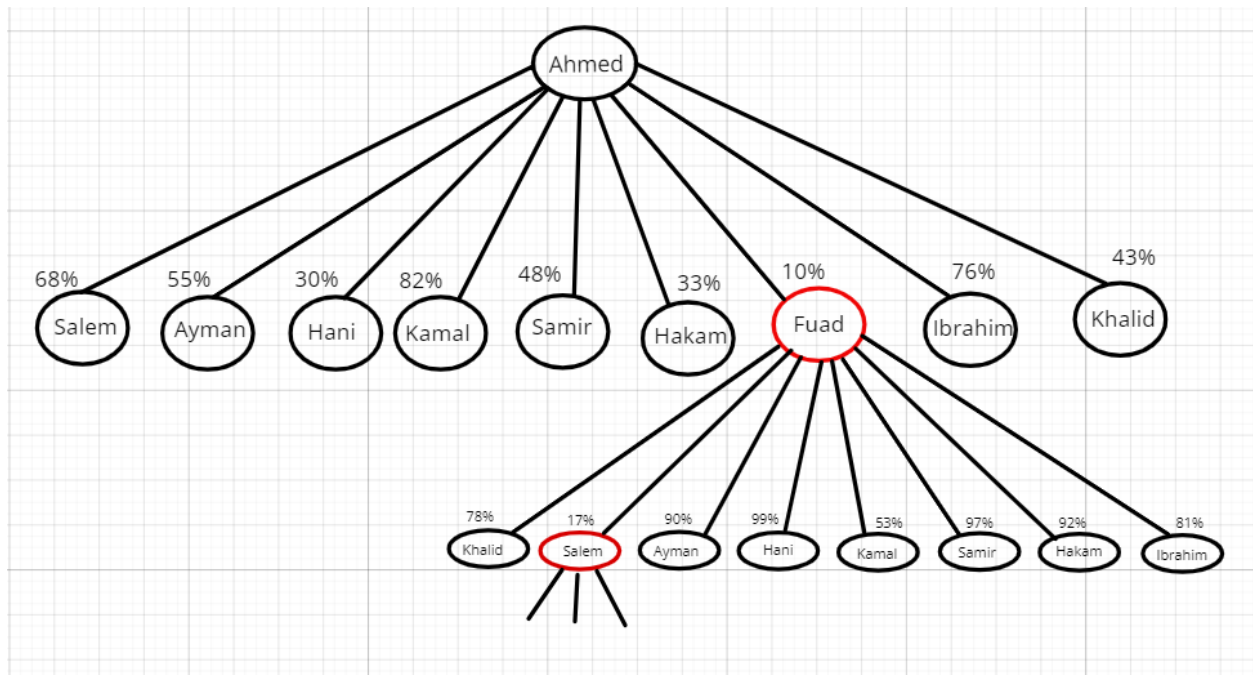 Ahmed
68%
55%
30%
82%
48%
33%
10%
76%
43%
Salem
Ayman
Hani
Kamal
Samir
Hakam
Fuad
Ibrahim
Khalid
78%
17%
90%
99%
53%
97%
92%
81%
Khalid
Salem
Ayman
Hani
Kamal
Samir
Hakam
Ibrahim